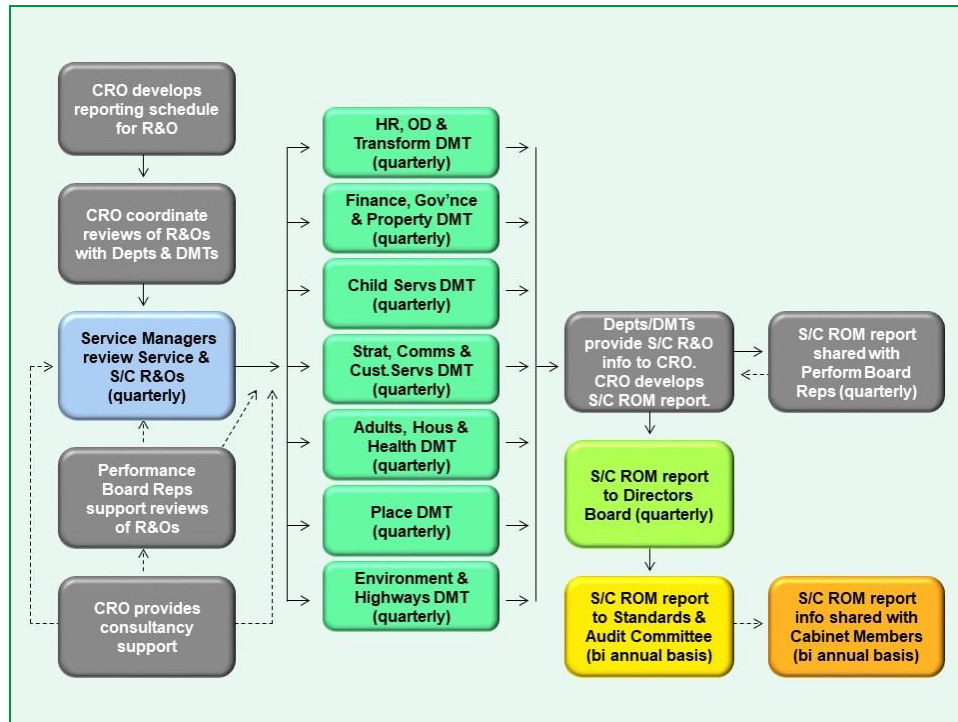 CRO develops
reporting schedule
for R&O
CRO coordinate
reviews of R&Os
with Depts & DMTs
Service Managers
review Service &
S/C R&Os
(quarterly)
Performance
Board Reps
support reviews
of R&Os
CRO provides
consultancy
support
HR, OD &
Transform DMT
(quarterly)
Finance, Gov’nce
& Property DMT
(quarterly)
Child Servs DMT
(quarterly)
Strat, Comms &
Cust.Servs DMT
(quarterly)
Adults, Hous &
Health DMT
(quarterly)
Place DMT
(quarterly)
Environment &
Highways DMT
(quarterly)
Depts/DMTs
provide S/C R&O
info to CRO.
CRO develops
S/C ROM report.
S/C ROM report
shared with
Perform Board
Reps (quarterly)
S/C ROM report
to Directors
Board (quarterly)
S/C ROM report
to Standards &
Audit Committee
(bi annual basis)
S/C ROM report
info shared with
Cabinet Members
(bi annual basis)